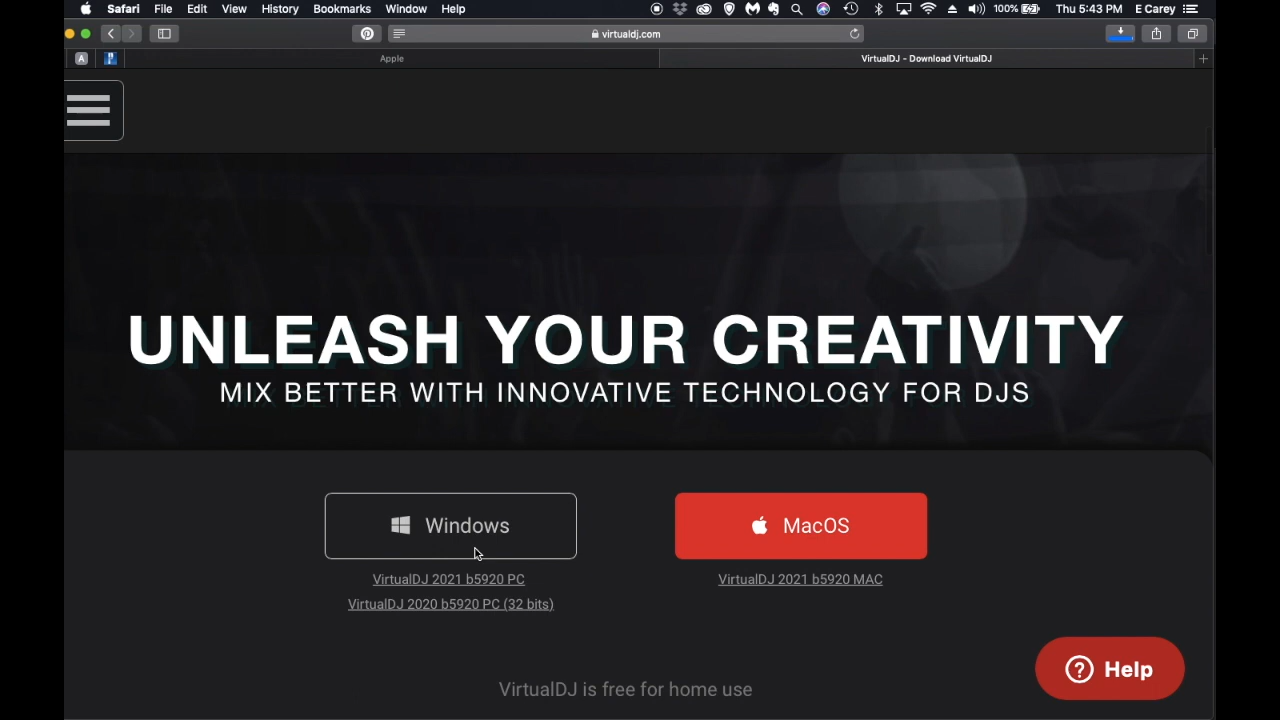 Safari File Edit View History Bookmarks Window Help 100% Thu 5:43 PM E Carey
virtualdj.com
A Apple VirtualDJ - Download VirtualDJ
UNLEASH YOUR CREATIVITY
MIX BETTER WITH INNOVATIVE TECHNOLOGY FOR DJS
Windows MacOS
VirtualDJ 2021 b5920 PC VirtualDJ 2021 b5920 MAC
VirtualDJ 2020 b5920 PC (32 bits)
? Help
VirtualDJ is free for home use